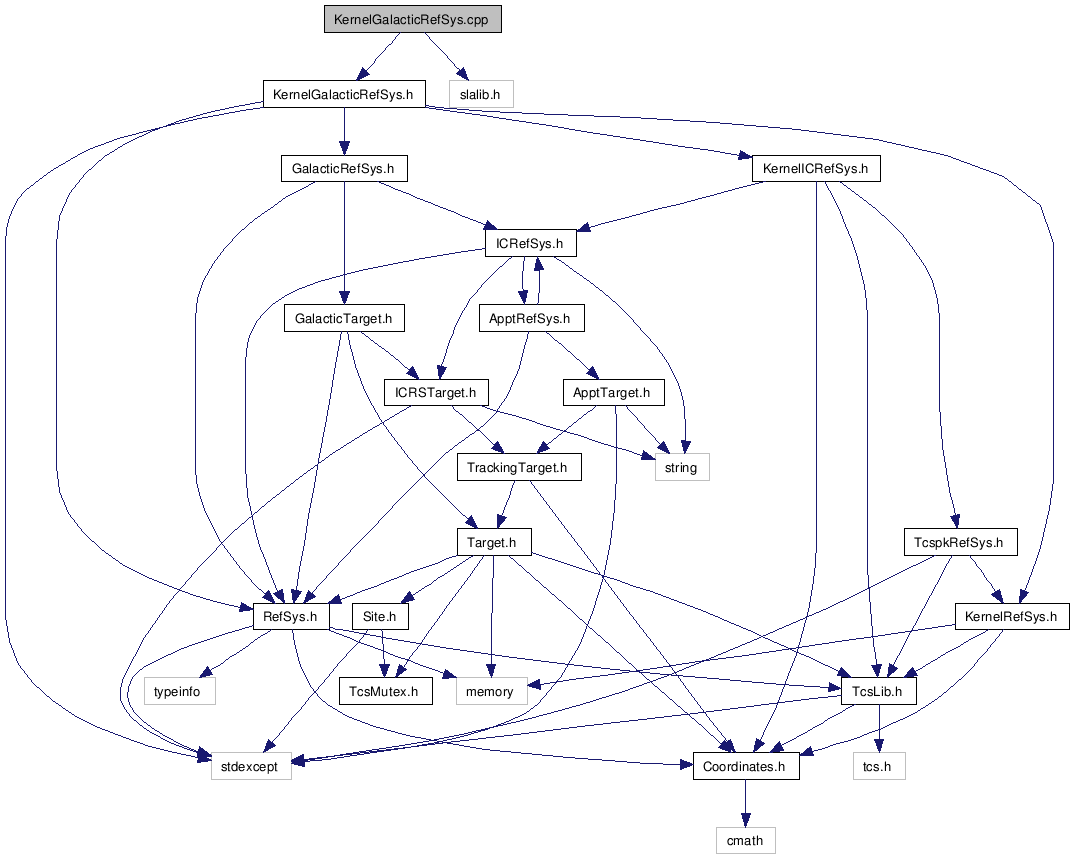 KernelGalacticRefSys.cpp
KernelGalacticRefSys.h
slalib.h
GalacticRefSys.h
KernelICRefSys.h
ICRefSys.h
GalacticTarget.h
ApptRefSys.h
ICRSTarget.h
ApptTarget.h
TrackingTarget.h
string
Target.h
TcspkRefSys.h
RefSys.h
Site.h
KernelRefSys.h
typeinfo
TcsMutex.h
memory
TcsLib.h
stdexcept
Coordinates.h
tcs.h
cmath